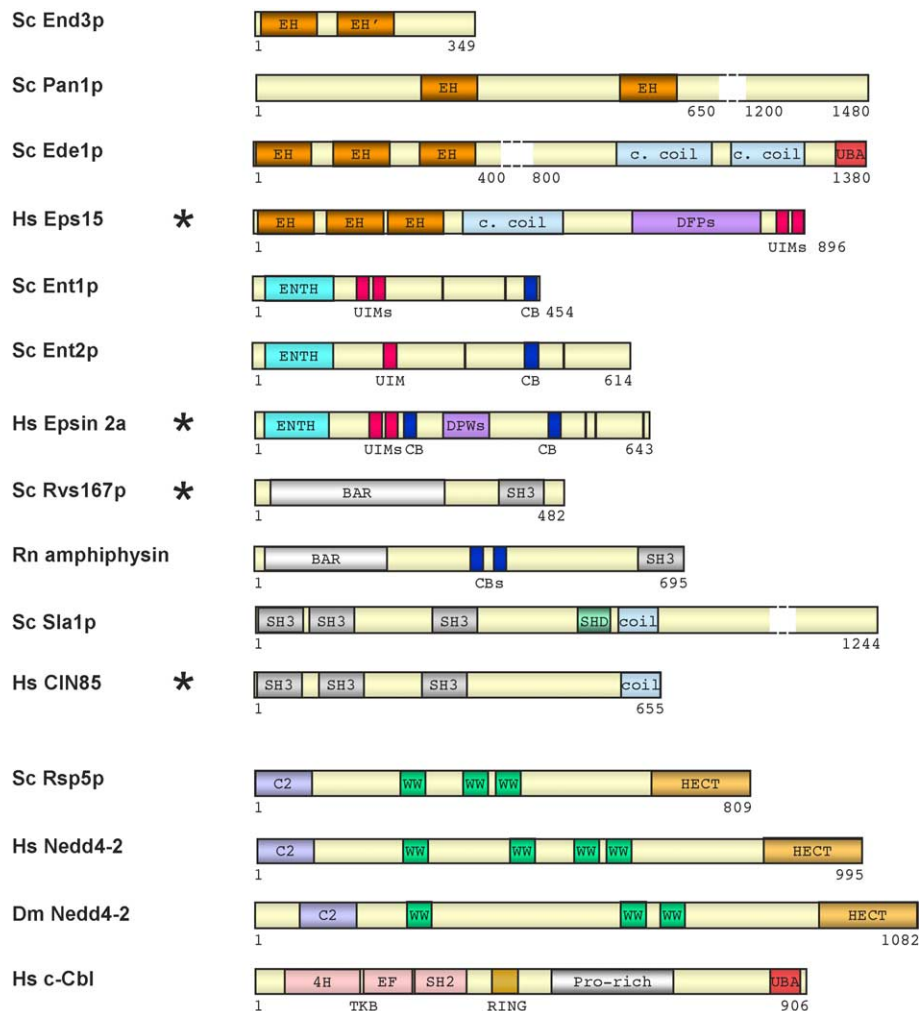 Sc End3p EH EH′
1 349
Sc Pan1p EH EH
1 650 1200 1480
Sc Ede1p EH EH EH c. coil c. coil UBA
1 400 800 1380
Hs Eps15 * EH EH EH c. coil DFPs
1 UIMs 896
Sc Ent1p ENTH
1 UIMs CB 454
Sc Ent2p ENTH
1 UIM CB 614
Hs Epsin 2a * ENTH DPWs
1 UIMs CB CB 643
Sc Rvs167p * BAR SH3
1 482
Rn amphiphysin BAR SH3
1 CBs 695
Sc Sla1p SH3 SH3 SH3 SHD coil
1 1244
Hs CIN85 * SH3 SH3 SH3 coil
1 655
Sc Rsp5p C2 WW WW WW HECT
1 809
Hs Nedd4-2 C2 WW WW WW WW HECT
1 995
Dm Nedd4-2 C2 WW WW WW HECT
1 1082
Hs c-Cbl 4H EF SH2 Pro-rich UBA
1 TKB RING 906